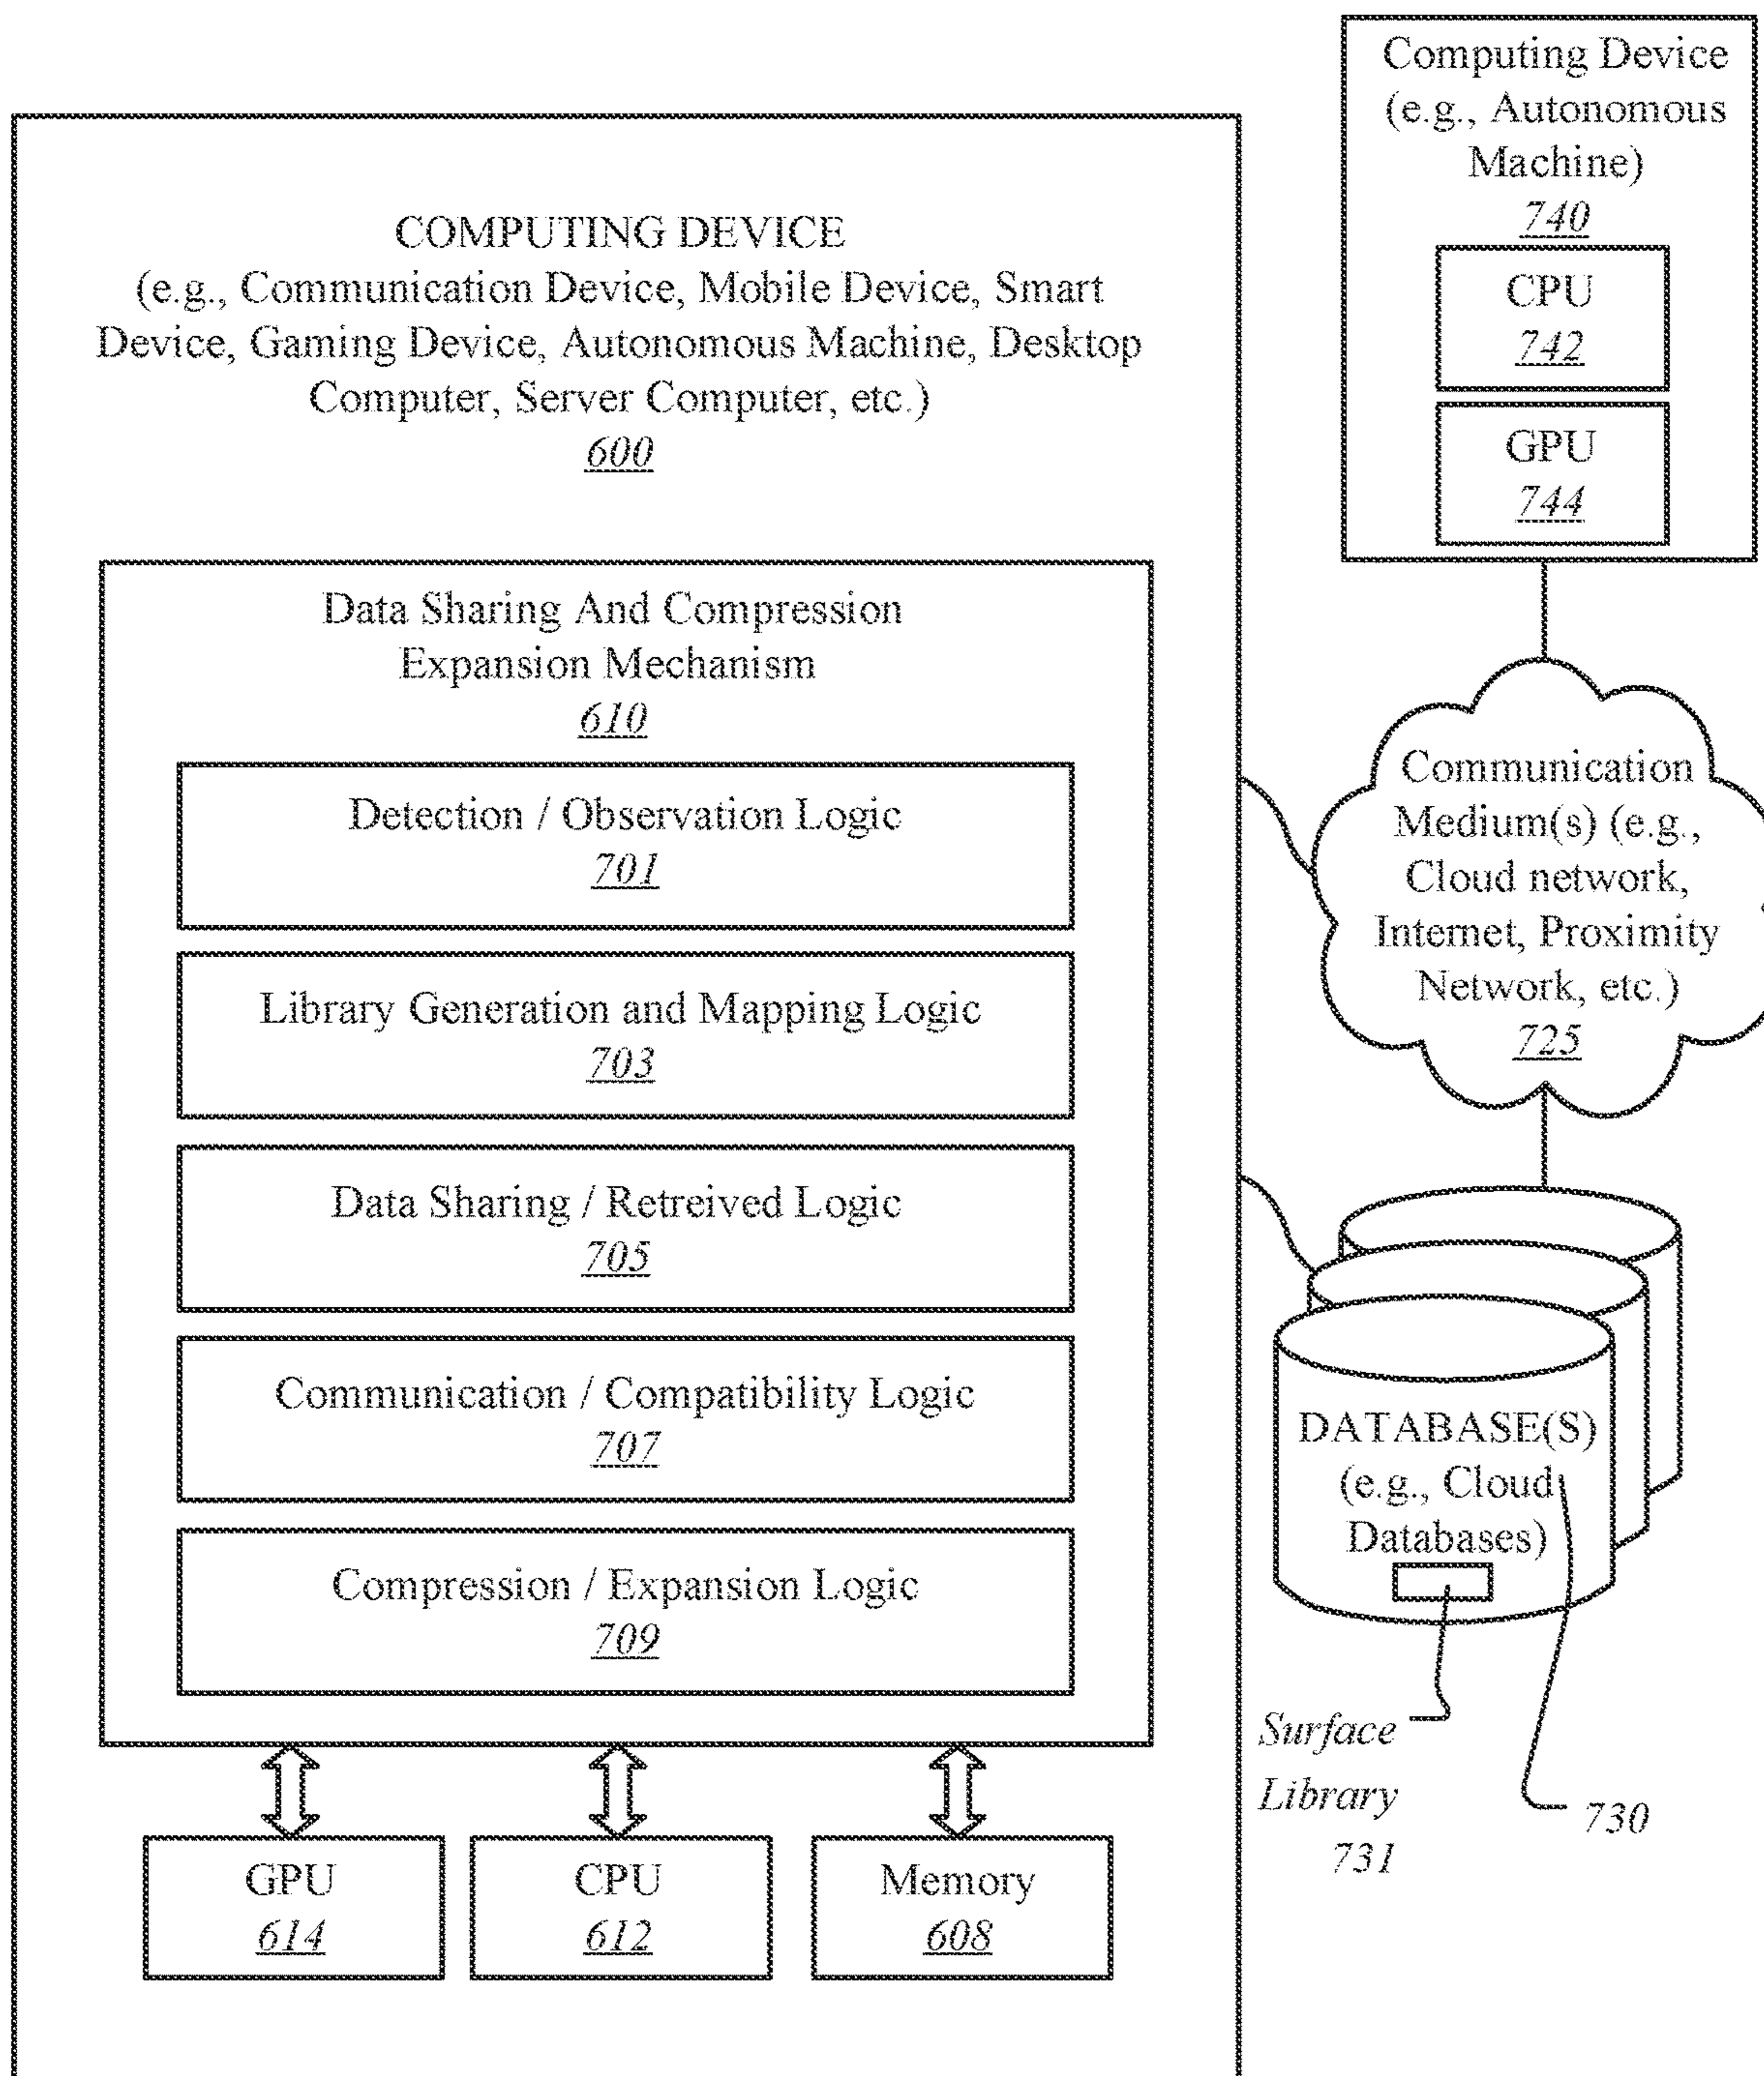 COMPUTING DEVICE
(e.g., Communication Device, Mobile Device, Smart
Device, Gaming Device, Autonomous Machine, Desktop
Computer, Server Computer, etc.)
600
Data Sharing And Compression
Expansion Mechanism
610
Detection / Observation Logic
701
Library Generation and Mapping Logic
703
Data Sharing / Retreived Logic
705
Communication / Compatibility Logic
707
Compression / Expansion Logic
709
GPU
614
CPU
612
Memory
608
Computing Device
(e.g., Autonomous
Machine)
740
CPU
742
GPU
744
Communication
Medium(s) (e.g.,
Cloud network,
Internet, Proximity
Network, etc.)
725
DATABASE(S)
(e.g., Cloud
Databases)
Surface
Library
731
730